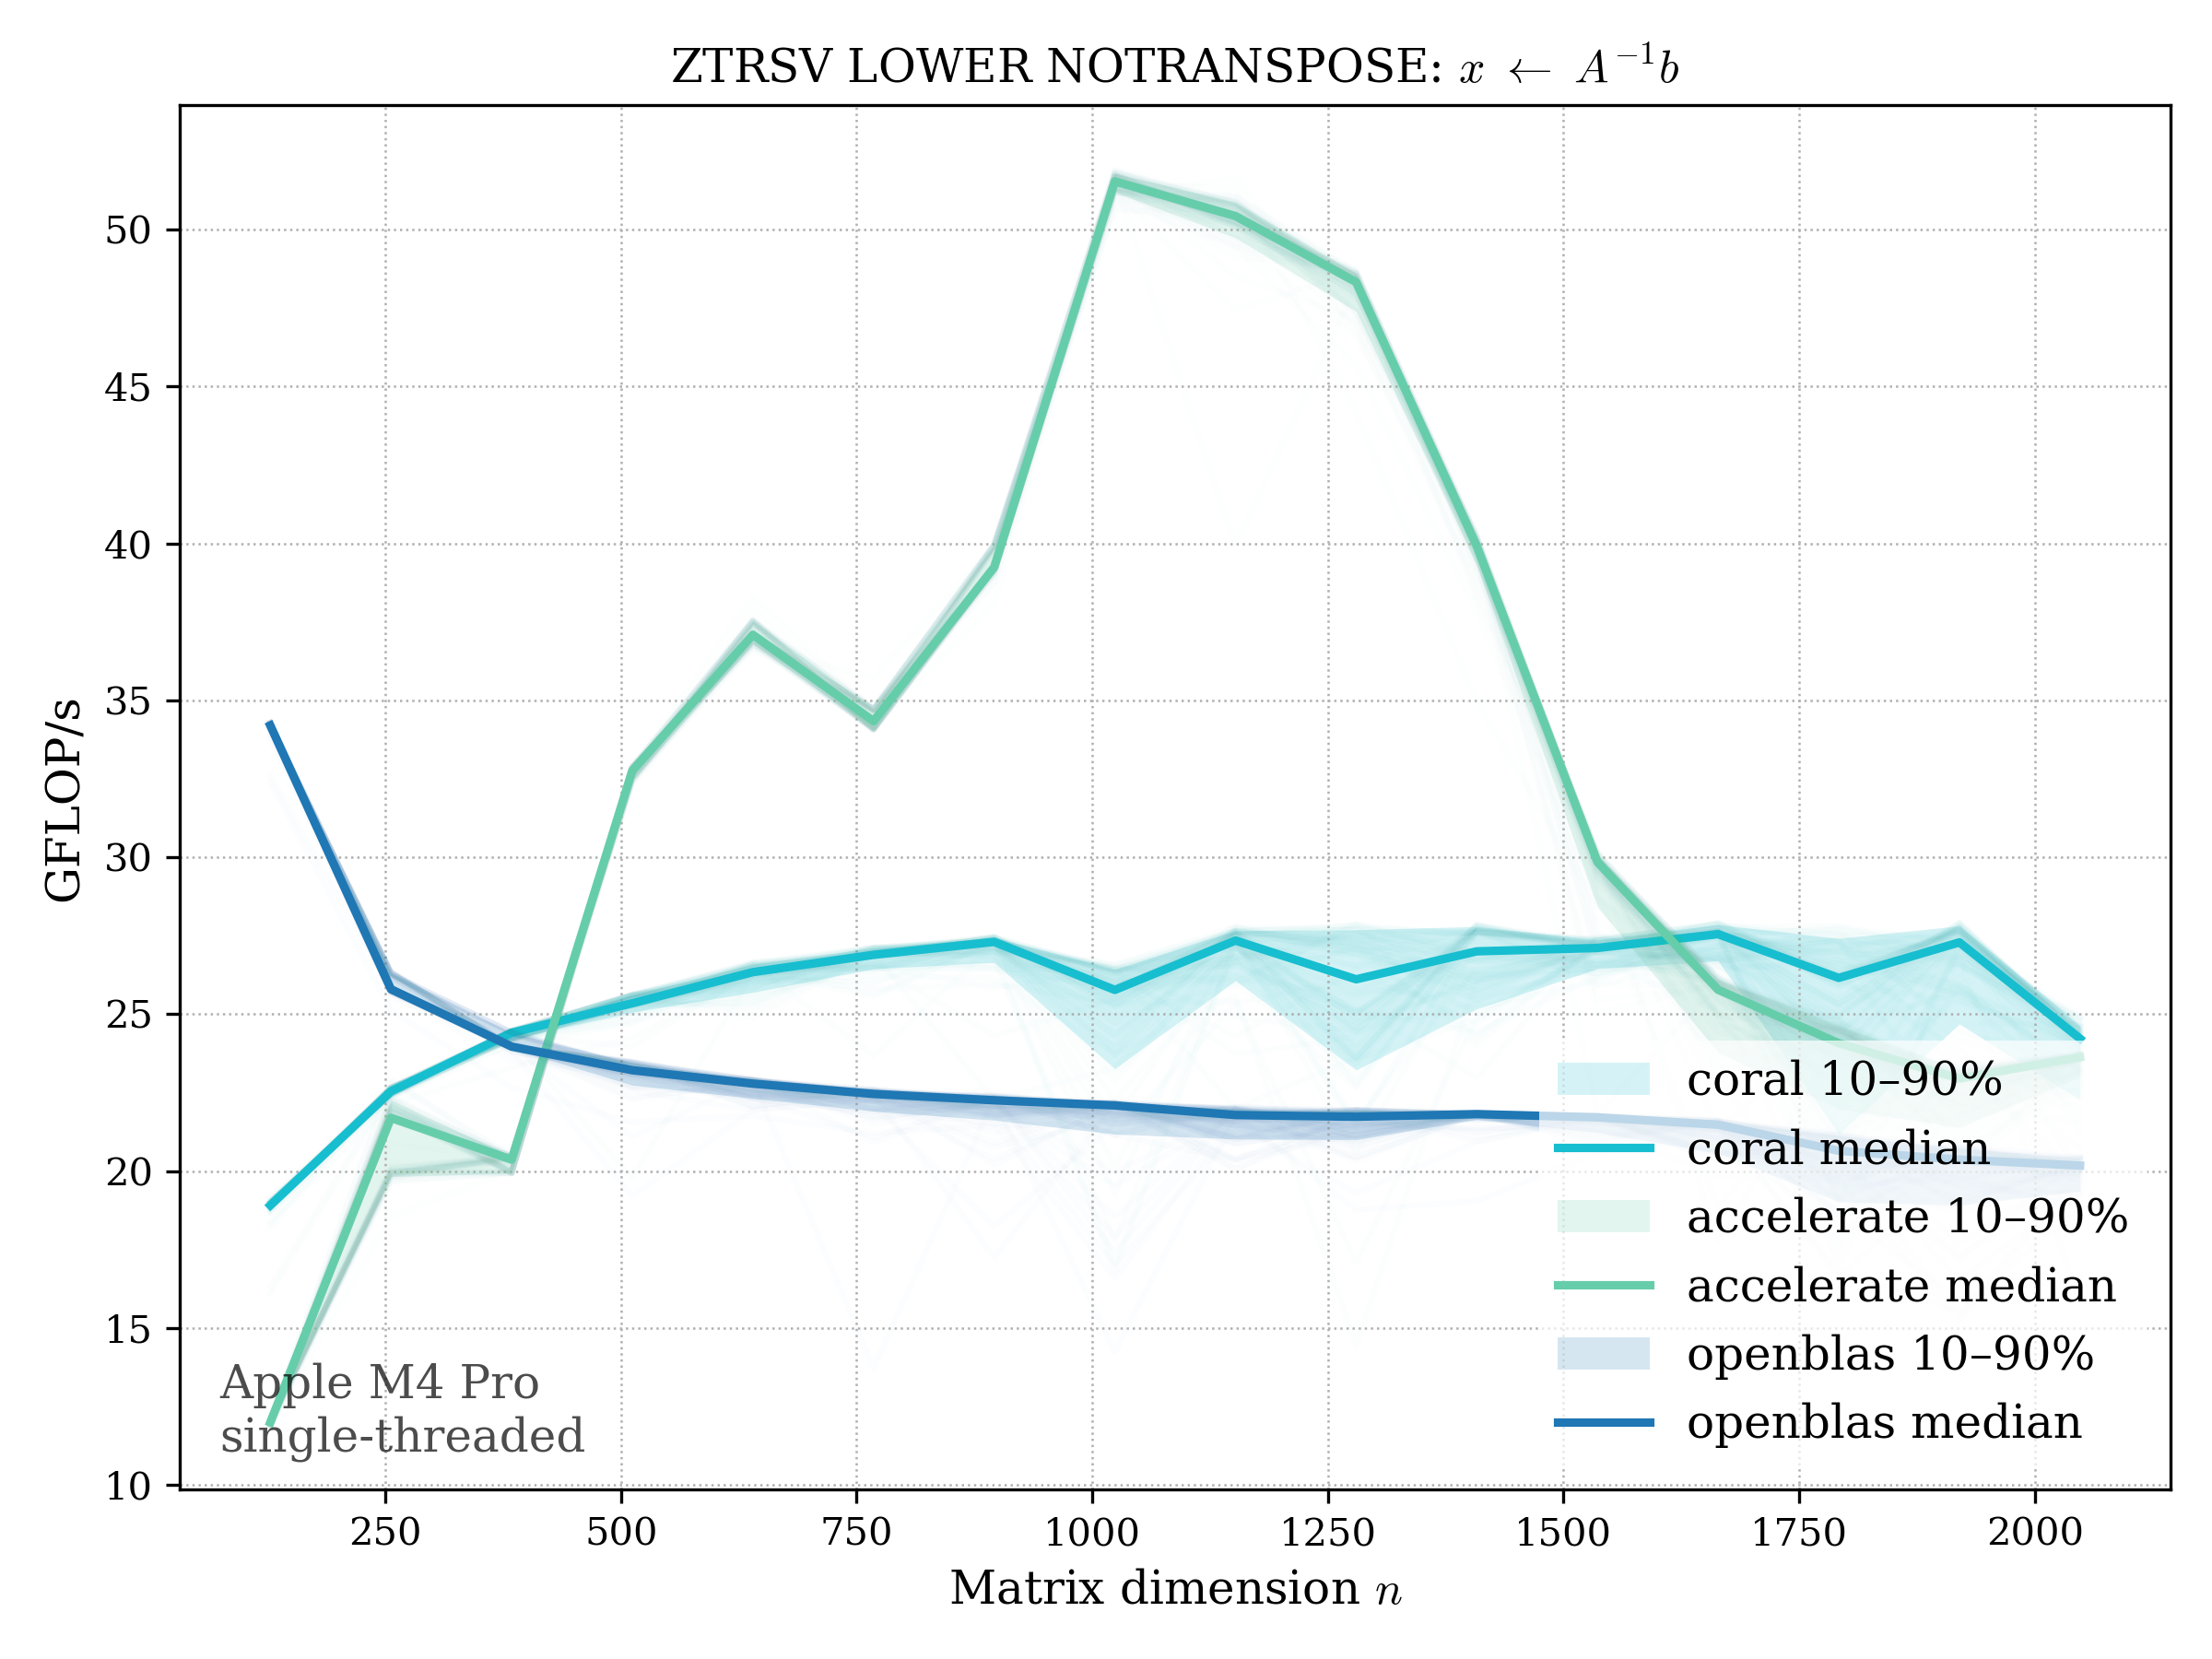 ZTRSV LOWER NOTRANSPOSE: x ← A⁻¹b
GFLOP/s
50
45
40
35
30
25
20
15
10
coral 10–90%
coral median
accelerate 10–90%
accelerate median
openblas 10–90%
openblas median
Apple M4 Pro
single-threaded
250 500 750 1000 1250 1500 1750 2000
Matrix dimension n